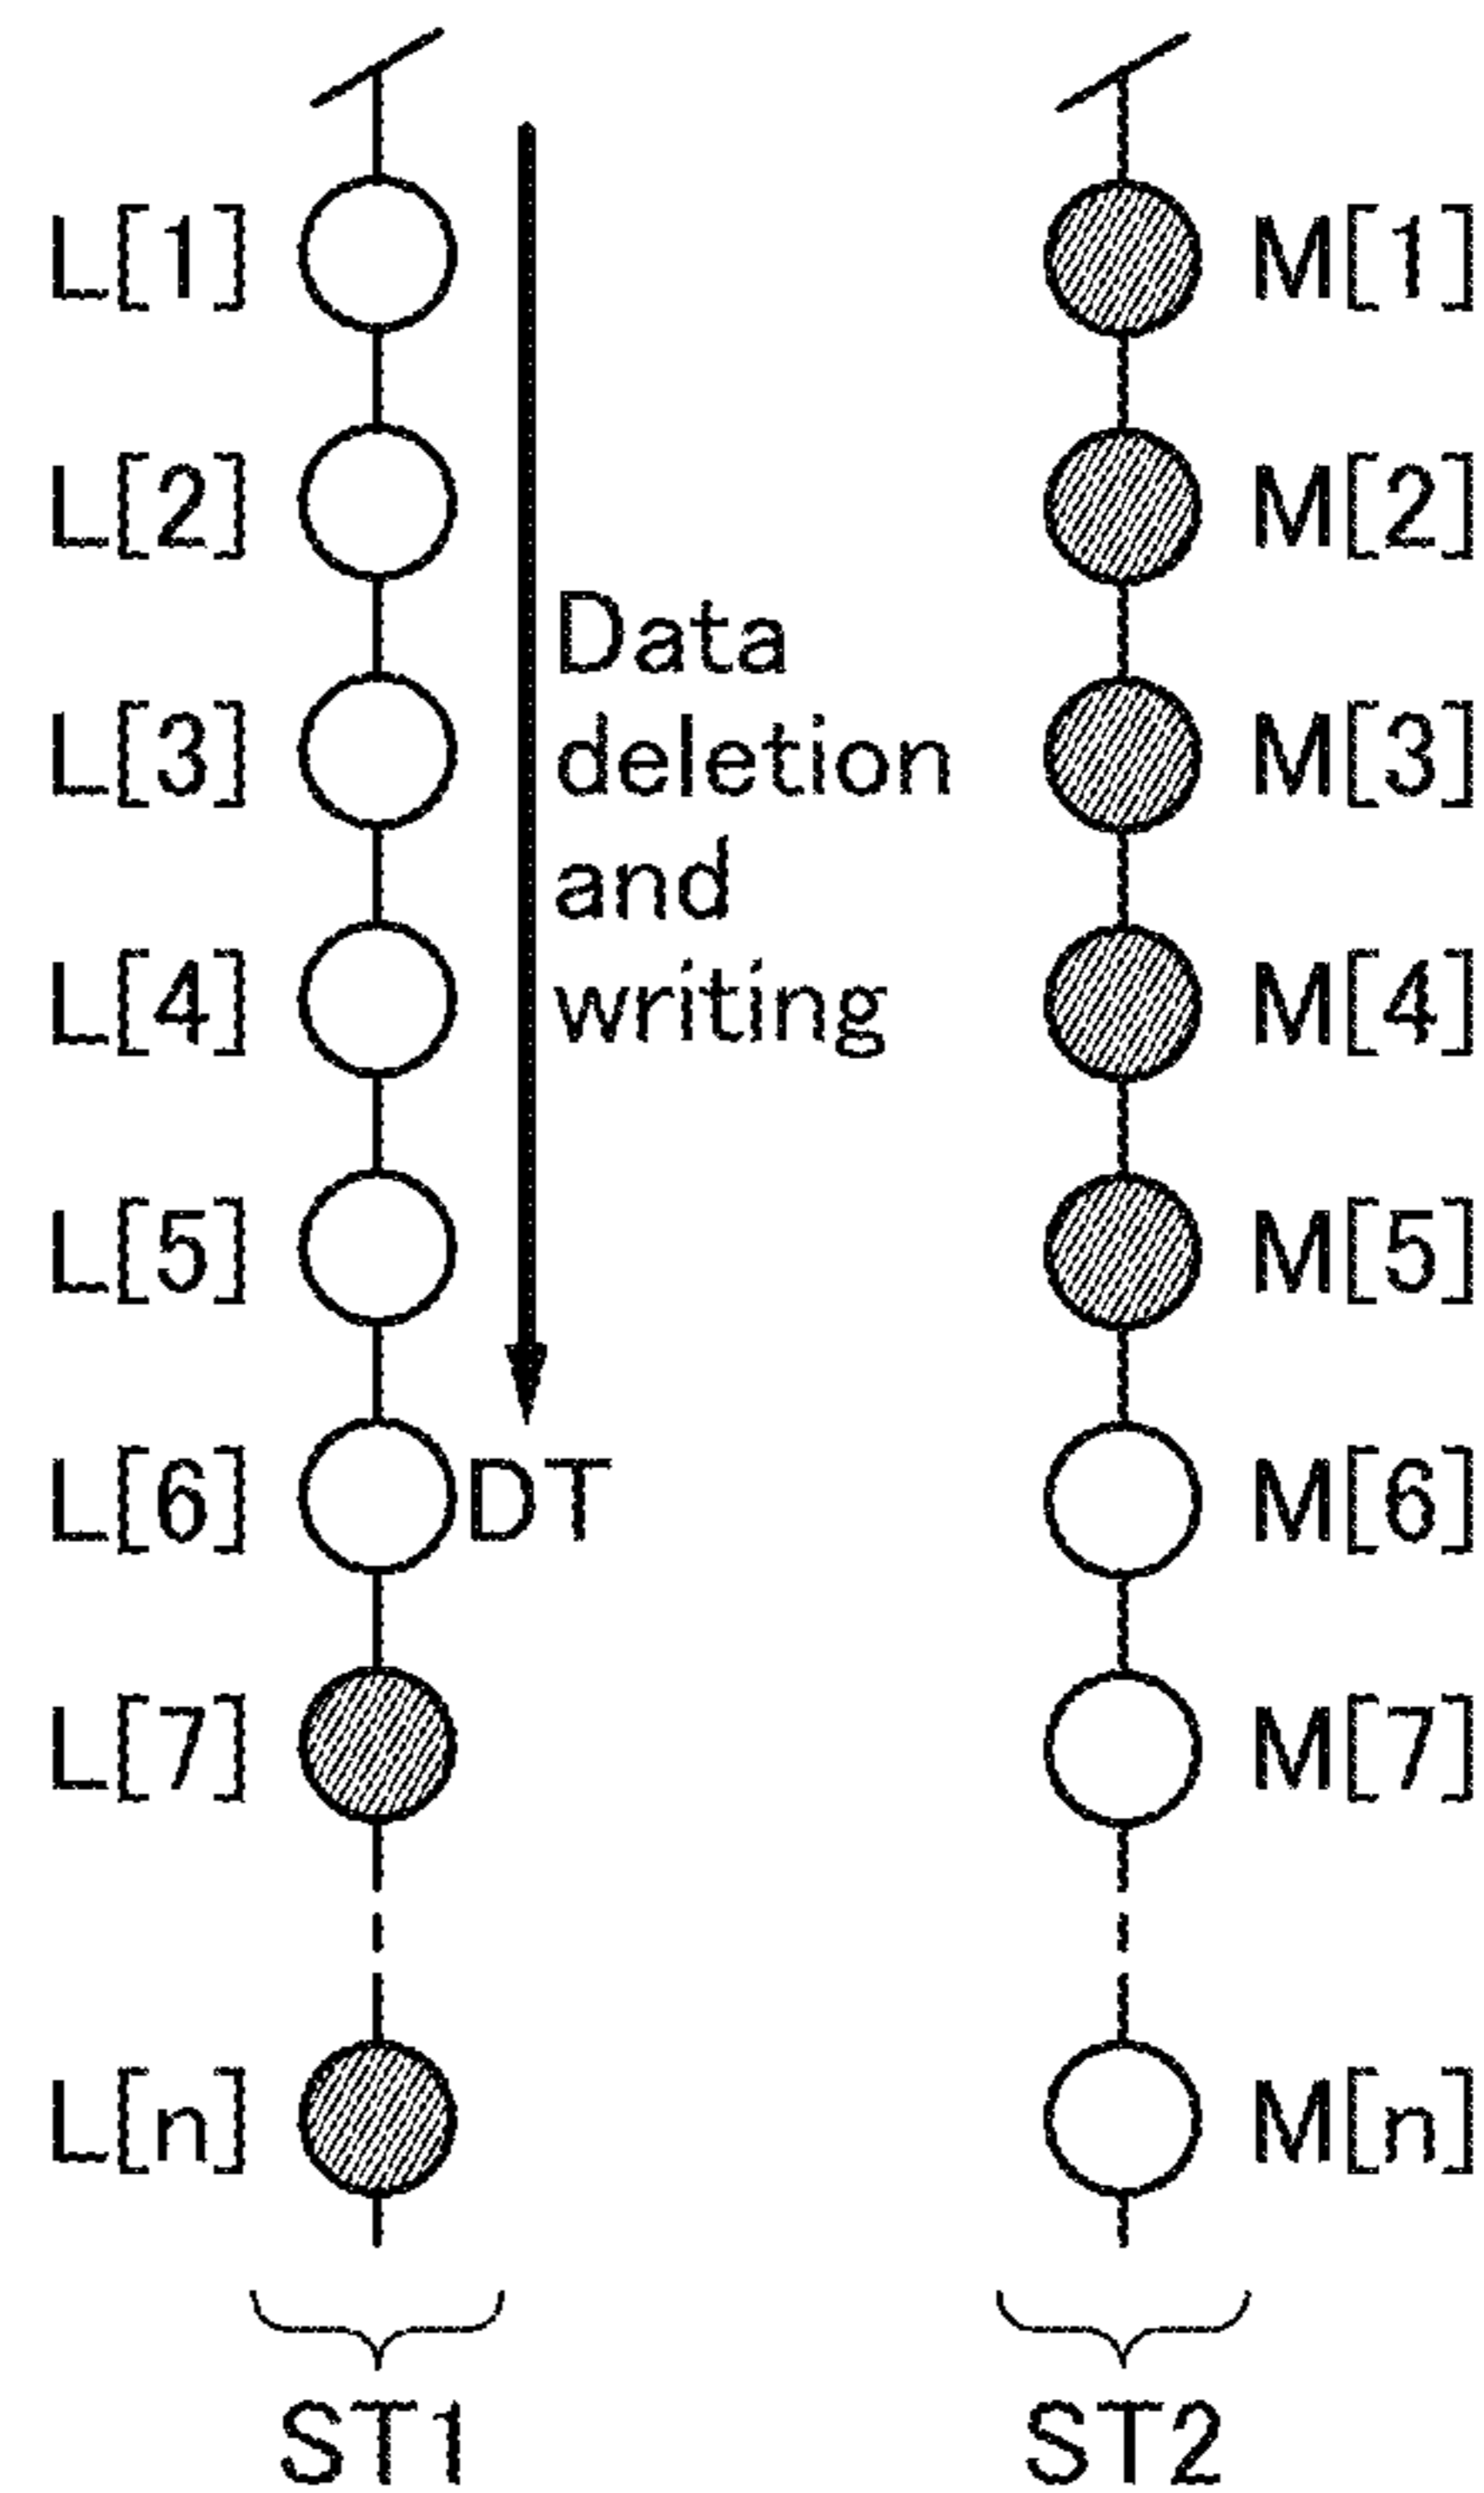 L[1] M[1]
L[2] M[2]
Data
deletion
and
writing
L[3] M[3]
L[4] M[4]
L[5] M[5]
L[6] DT M[6]
L[7] M[7]
L[n] M[n]
ST1 ST2